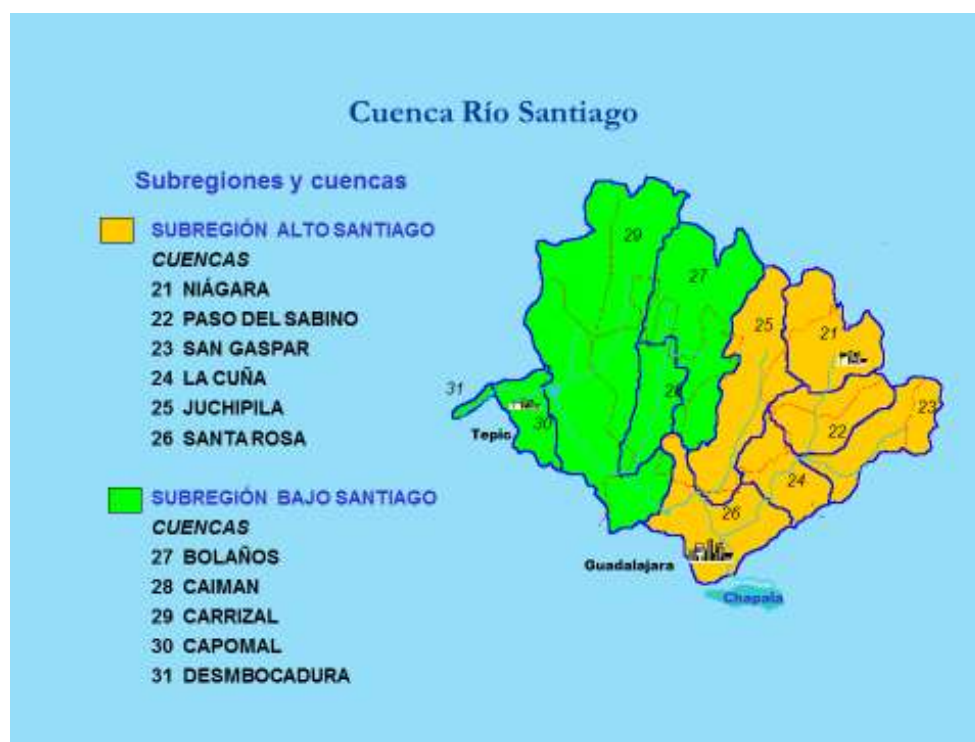 Cuenca Río Santiago
Subregiones y cuencas
SUBREGIÓN ALTO SANTIAGO
CUENCAS
21 NIÁGARA
22 PASO DEL SABINO
23 SAN GASPAR
24 LA CUÑA
25 JUCHIPILA
26 SANTA ROSA
SUBREGIÓN BAJO SANTIAGO
CUENCAS
27 BOLAÑOS
28 CAIMAN
29 CARRIZAL
30 CAPOMAL
31 DESMBOCADURA
29
27
25
21
31
28
30
23
22
Tepic
24
26
Guadalajara
Chapala